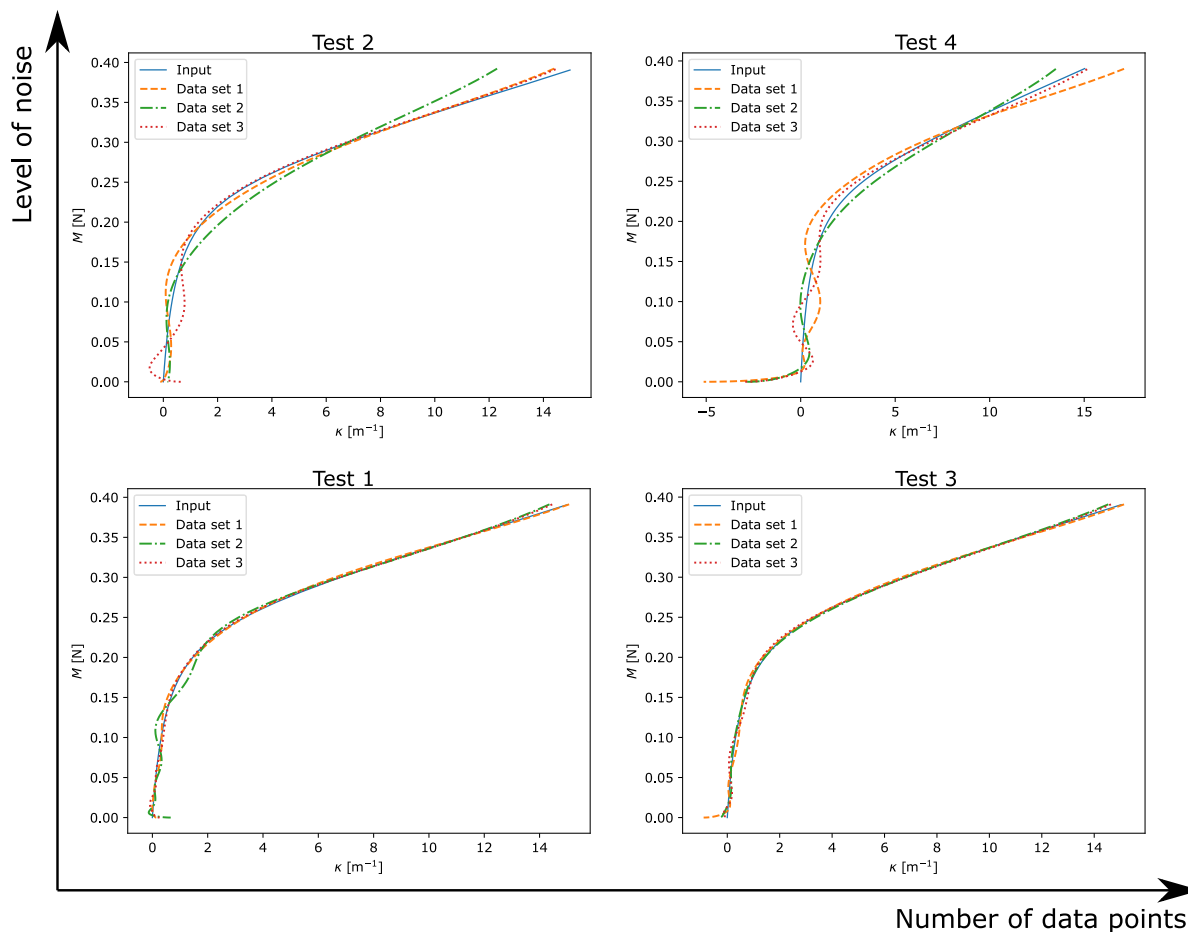 Level of noise
Test 2
Input
Data set 1
Data set 2
Data set 3
0.40
0.35
0.30
0.25
0.20
0.15
0.10
0.05
0.00
M [N]
0 2 4 6 8 10 12 14
κ [m⁻¹]
Test 4
Input
Data set 1
Data set 2
Data set 3
0.40
0.35
0.30
0.25
0.20
0.15
0.10
0.05
0.00
M [N]
−5 0 5 10 15
κ [m⁻¹]
Test 1
Input
Data set 1
Data set 2
Data set 3
0.40
0.35
0.30
0.25
0.20
0.15
0.10
0.05
0.00
M [N]
0 2 4 6 8 10 12 14
κ [m⁻¹]
Test 3
Input
Data set 1
Data set 2
Data set 3
0.40
0.35
0.30
0.25
0.20
0.15
0.10
0.05
0.00
M [N]
0 2 4 6 8 10 12 14
κ [m⁻¹]
Number of data points